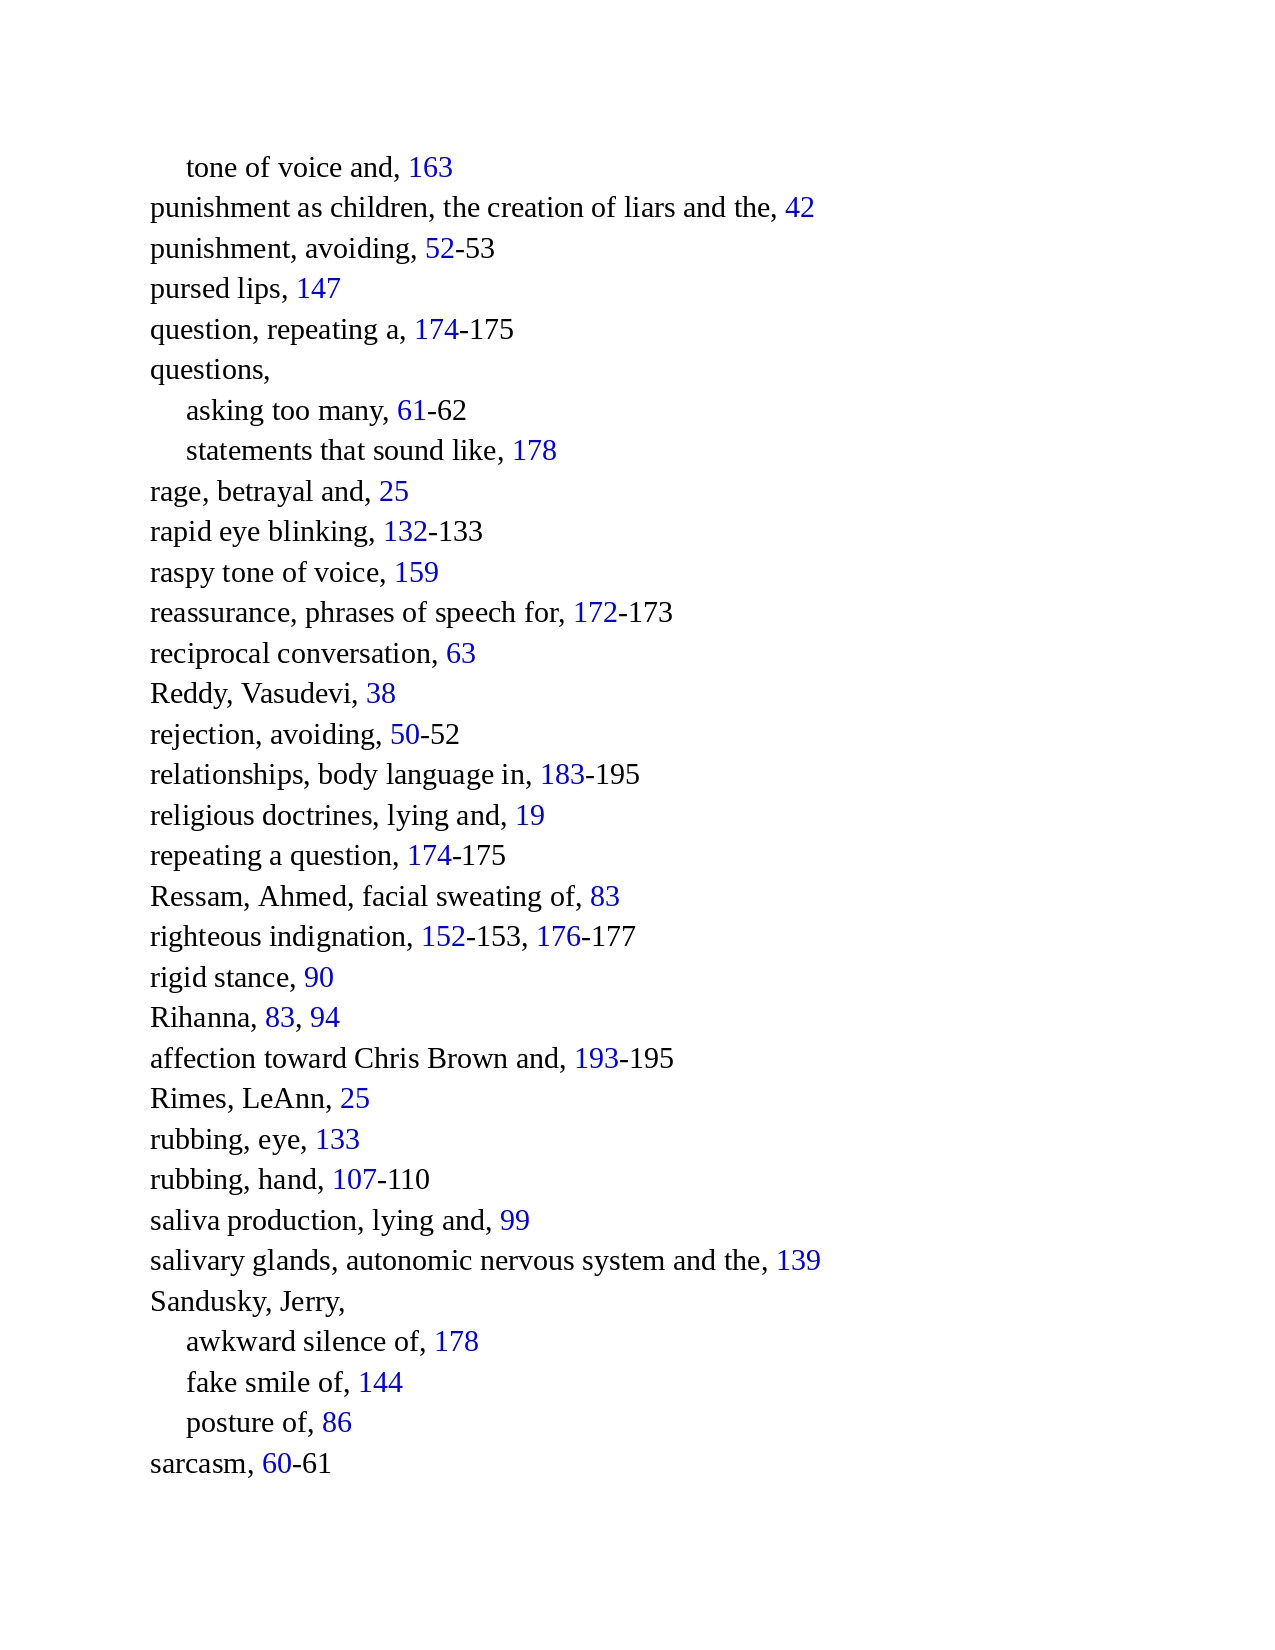 tone of voice and, 163
punishment as children, the creation of liars and the, 42
punishment, avoiding, 52-53
pursed lips, 147
question, repeating a, 174-175
questions,
asking too many, 61-62
statements that sound like, 178
rage, betrayal and, 25
rapid eye blinking, 132-133
raspy tone of voice, 159
reassurance, phrases of speech for, 172-173
reciprocal conversation, 63
Reddy, Vasudevi, 38
rejection, avoiding, 50-52
relationships, body language in, 183-195
religious doctrines, lying and, 19
repeating a question, 174-175
Ressam, Ahmed, facial sweating of, 83
righteous indignation, 152-153, 176-177
rigid stance, 90
Rihanna, 83, 94
affection toward Chris Brown and, 193-195
Rimes, LeAnn, 25
rubbing, eye, 133
rubbing, hand, 107-110
saliva production, lying and, 99
salivary glands, autonomic nervous system and the, 139
Sandusky, Jerry,
awkward silence of, 178
fake smile of, 144
posture of, 86
sarcasm, 60-61